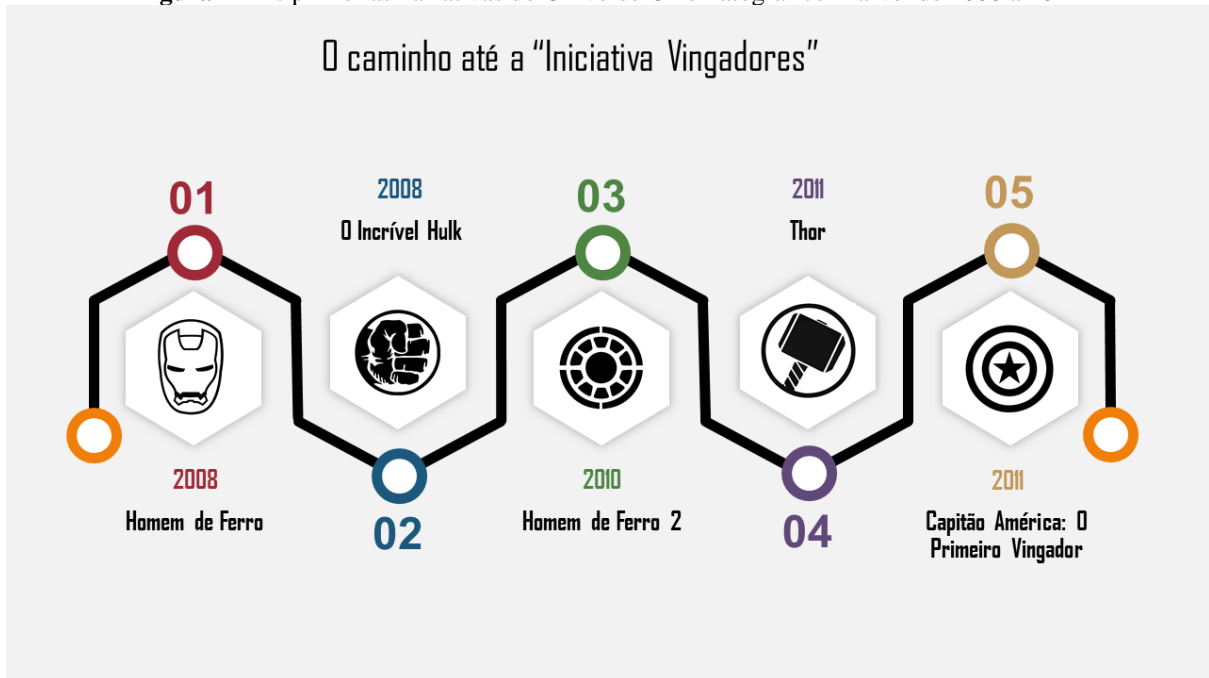 O caminho até a “Iniciativa Vingadores”
01
2008
Homem de Ferro
2008
O Incrível Hulk
02
03
2010
Homem de Ferro 2
2011
Thor
04
05
2011
Capitão América: O
Primeiro Vingador